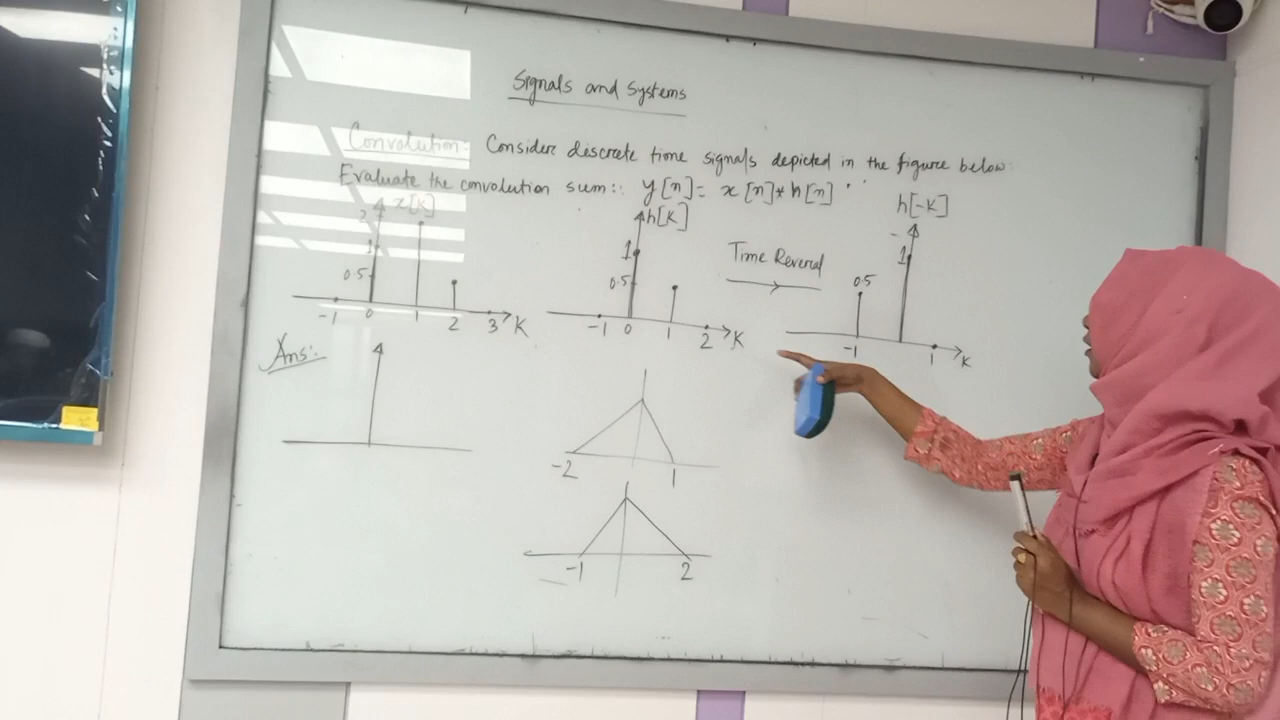 Signals and Systems
Convolution: Consider descrete time signals depicted in the figure below:
Evaluate the convolution sum:: y[n] = x[n]*h[n]
x[k]
2
1
0.5
-1 0 1 2 3 K
h[k]
1
0.5
-1 0 1 2 K
Time Reversal
h[-k]
1
0.5
-1 1 K
Ans:
-2 1
-1 2